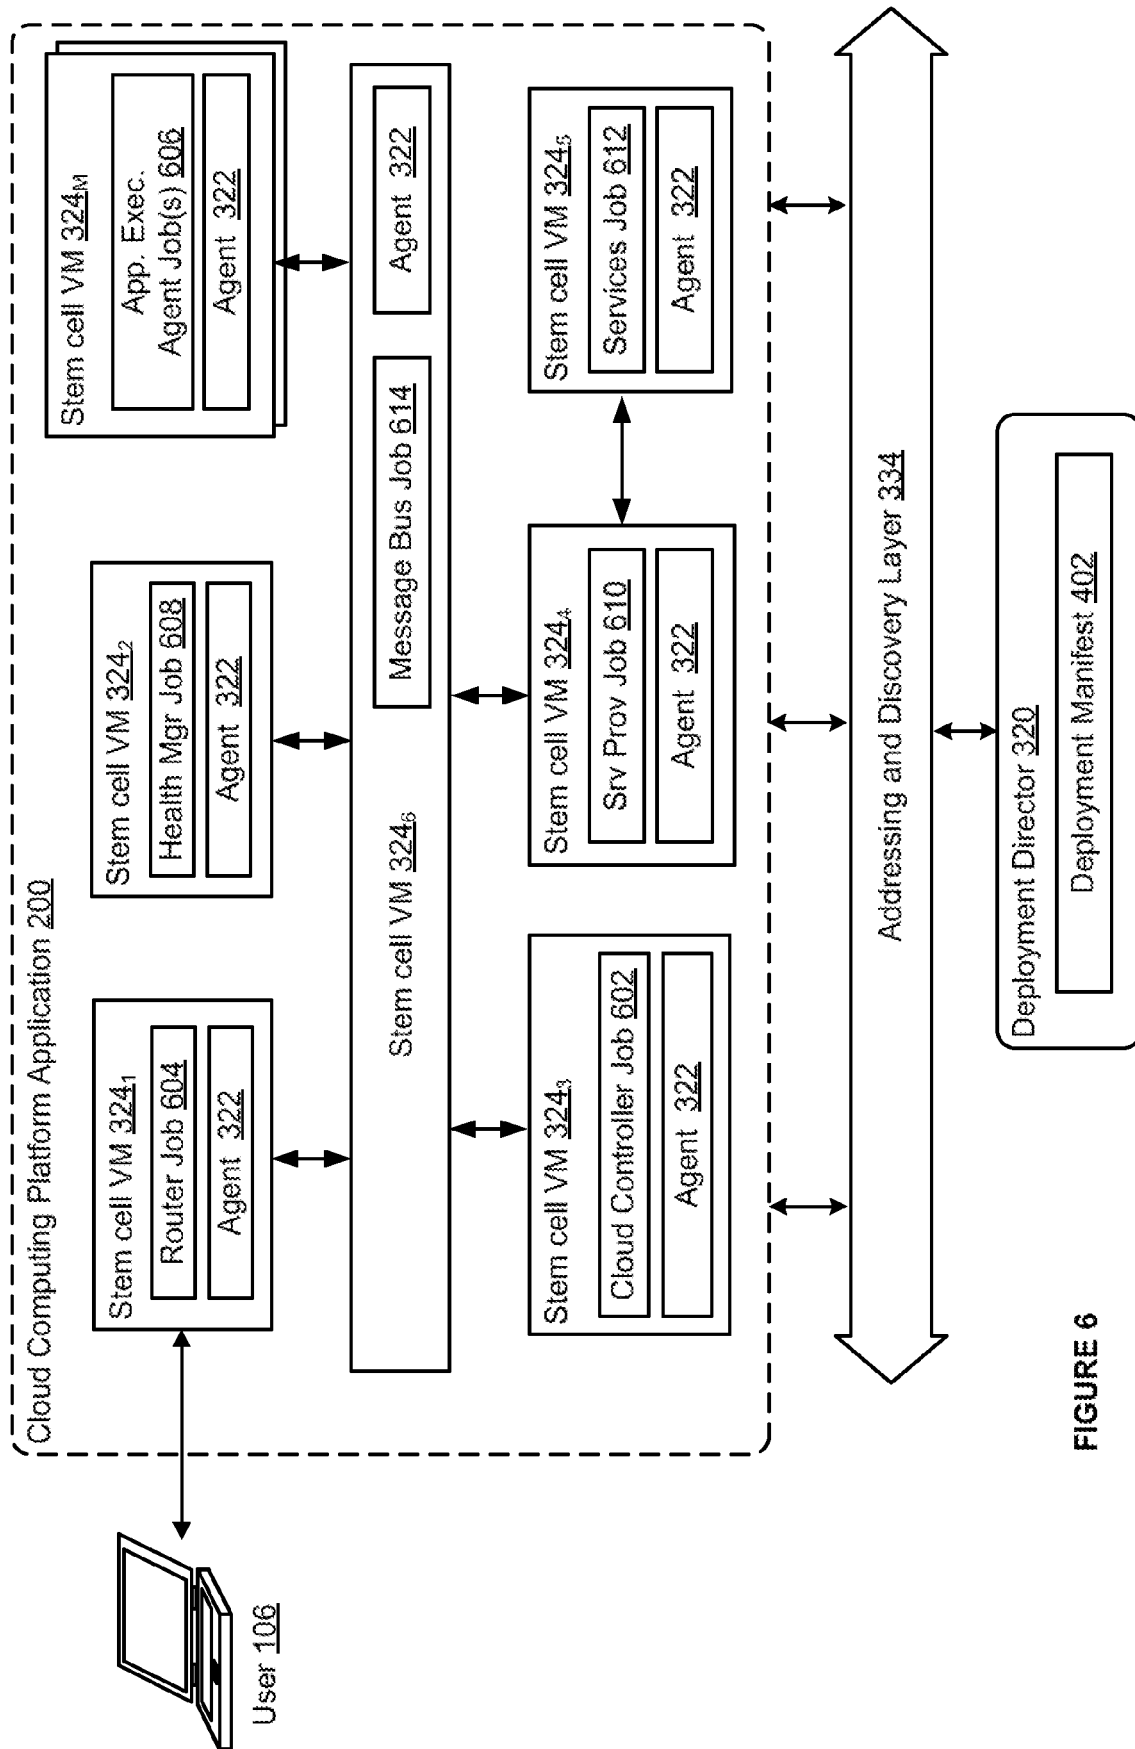 Cloud Computing Platform Application 200
Stem cell VM 324₁
Router Job 604
Agent 322
Stem cell VM 324₂
Health Mgr Job 608
Agent 322
Stem cell VM 324M
App. Exec.
Agent Job(s) 606
Agent 322
User 106
Stem cell VM 324₆
Message Bus Job 614
Agent 322
Stem cell VM 324₃
Cloud Controller Job 602
Agent 322
Stem cell VM 324₄
Srv Prov Job 610
Agent 322
Stem cell VM 324₅
Services Job 612
Agent 322
Addressing and Discovery Layer 334
Deployment Director 320
Deployment Manifest 402
FIGURE 6